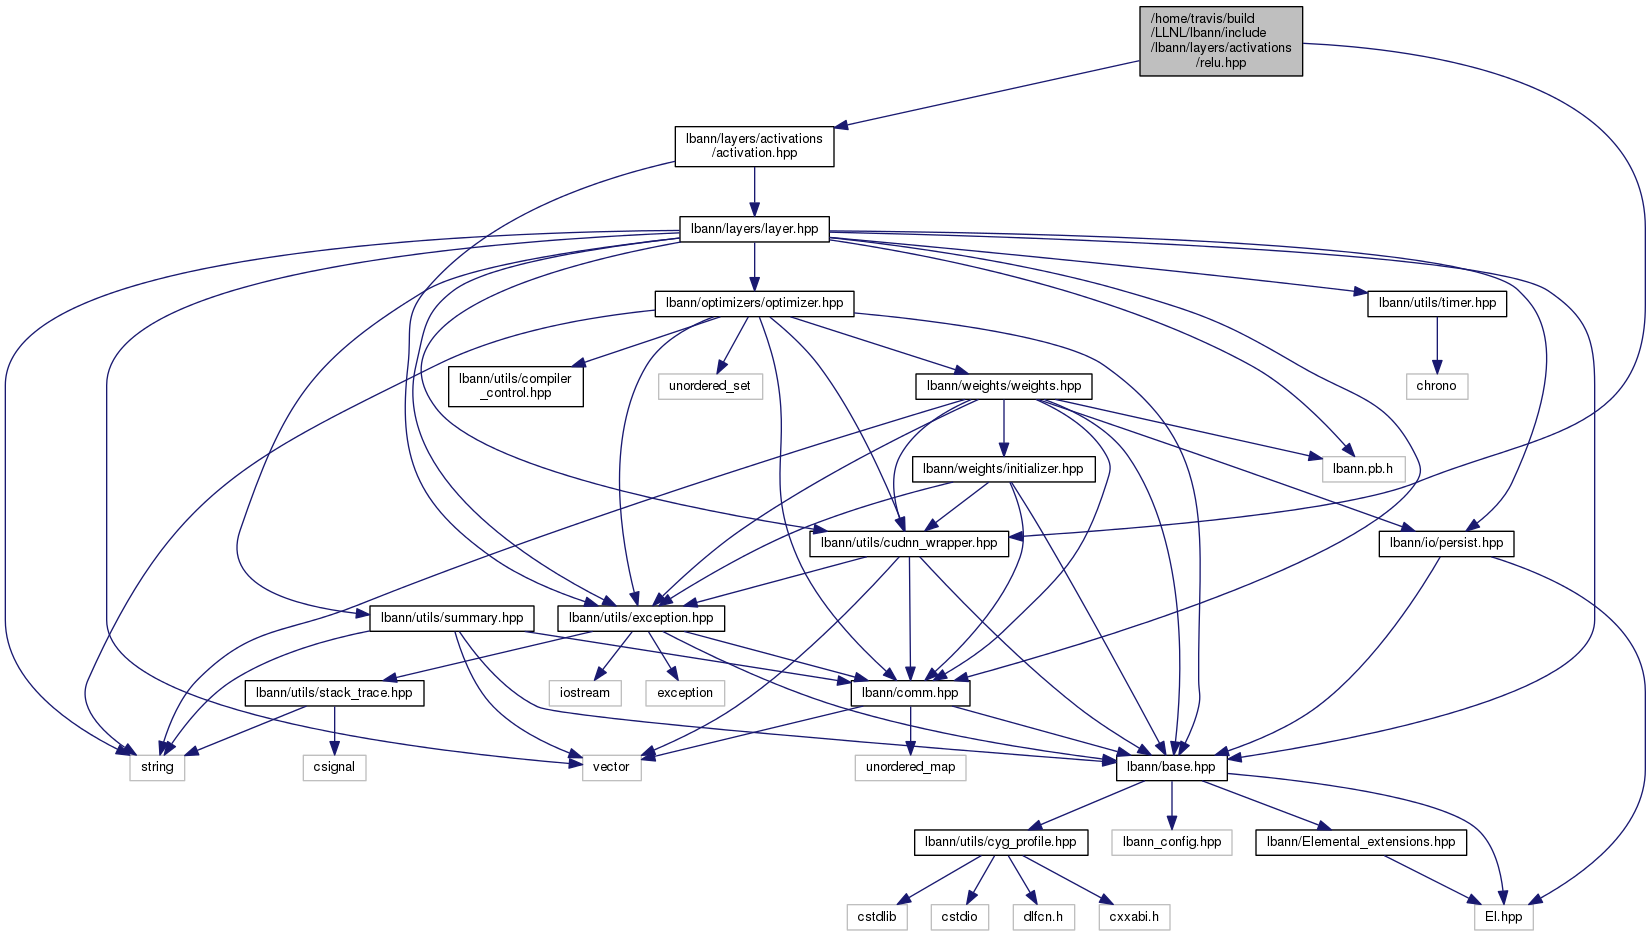 /home/travis/build
/LLNL/lbann/include
/lbann/layers/activations
/relu.hpp
lbann/layers/activations
/activation.hpp
lbann/layers/layer.hpp
lbann/optimizers/optimizer.hpp
lbann/utils/timer.hpp
lbann/utils/compiler
_control.hpp
unordered_set
lbann/weights/weights.hpp
chrono
lbann/weights/initializer.hpp
lbann.pb.h
lbann/utils/cudnn_wrapper.hpp
lbann/io/persist.hpp
lbann/utils/summary.hpp
lbann/utils/exception.hpp
lbann/utils/stack_trace.hpp
iostream
exception
lbann/comm.hpp
string
csignal
vector
unordered_map
lbann/base.hpp
lbann/utils/cyg_profile.hpp
lbann_config.hpp
lbann/Elemental_extensions.hpp
cstdlib
cstdio
dlfcn.h
cxxabi.h
El.hpp